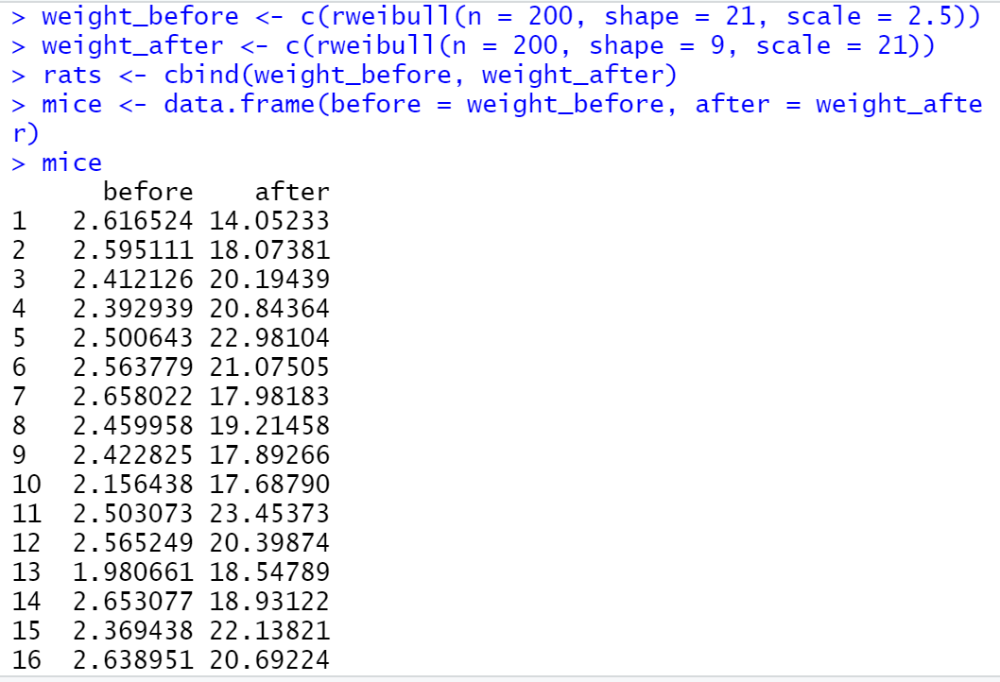 > weight_before <- c(rweibull(n = 200, shape = 21, scale = 2.5))
> weight_after <- c(rweibull(n = 200, shape = 9, scale = 21))
> rats <- cbind(weight_before, weight_after)
> mice <- data.frame(before = weight_before, after = weight_afte
r)
> mice
      before    after
1   2.616524 14.05233
2   2.595111 18.07381
3   2.412126 20.19439
4   2.392939 20.84364
5   2.500643 22.98104
6   2.563779 21.07505
7   2.658022 17.98183
8   2.459958 19.21458
9   2.422825 17.89266
10  2.156438 17.68790
11  2.503073 23.45373
12  2.565249 20.39874
13  1.980661 18.54789
14  2.653077 18.93122
15  2.369438 22.13821
16  2.638951 20.69224